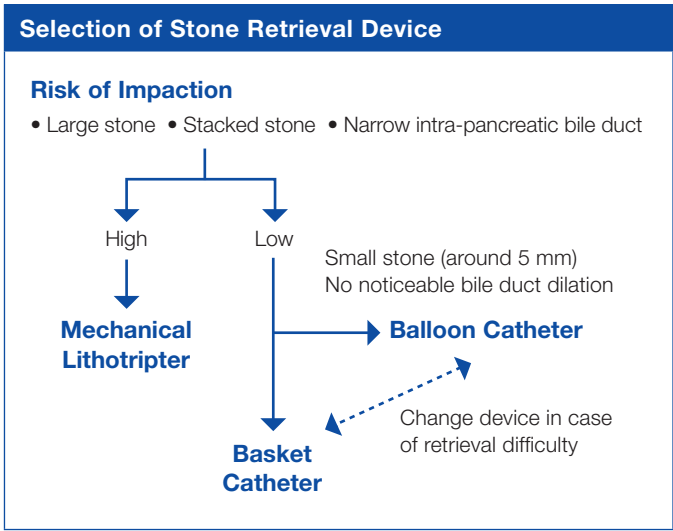 Selection of Stone Retrieval Device
Risk of Impaction
• Large stone • Stacked stone • Narrow intra-pancreatic bile duct
High
Low
Small stone (around 5 mm)
No noticeable bile duct dilation
Mechanical
Lithotripter
Balloon Catheter
Change device in case
of retrieval difficulty
Basket
Catheter